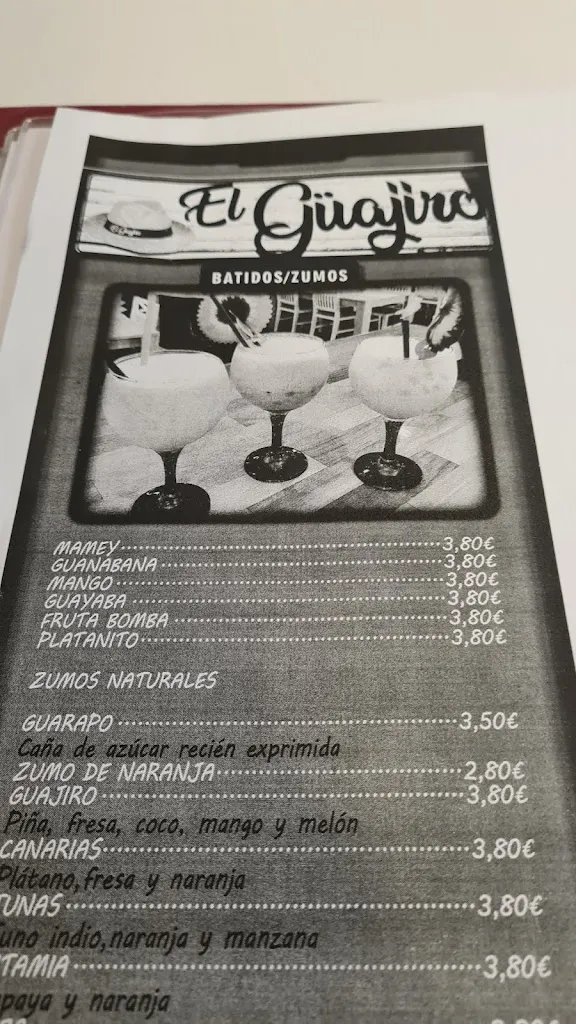 El Güajiro
BATIDOS/ZUMOS
MAMEY 3,80€
GUANABANA 3,80€
MANGO 3,80€
GUAYABA 3,80€
FRUTA BOMBA 3,80€
PLATANITO 3,80€
ZUMOS NATURALES
GUARAPO 3,50€
Caña de azúcar recién exprimida
ZUMO DE NARANJA 2,80€
GUAJIRO 3,80€
Piña, fresa, coco, mango y melón
CANARIAS 3,80€
Plátano,fresa y naranja
TUNAS 3,80€
indio,naranja y manzana
3,80€
y naranja